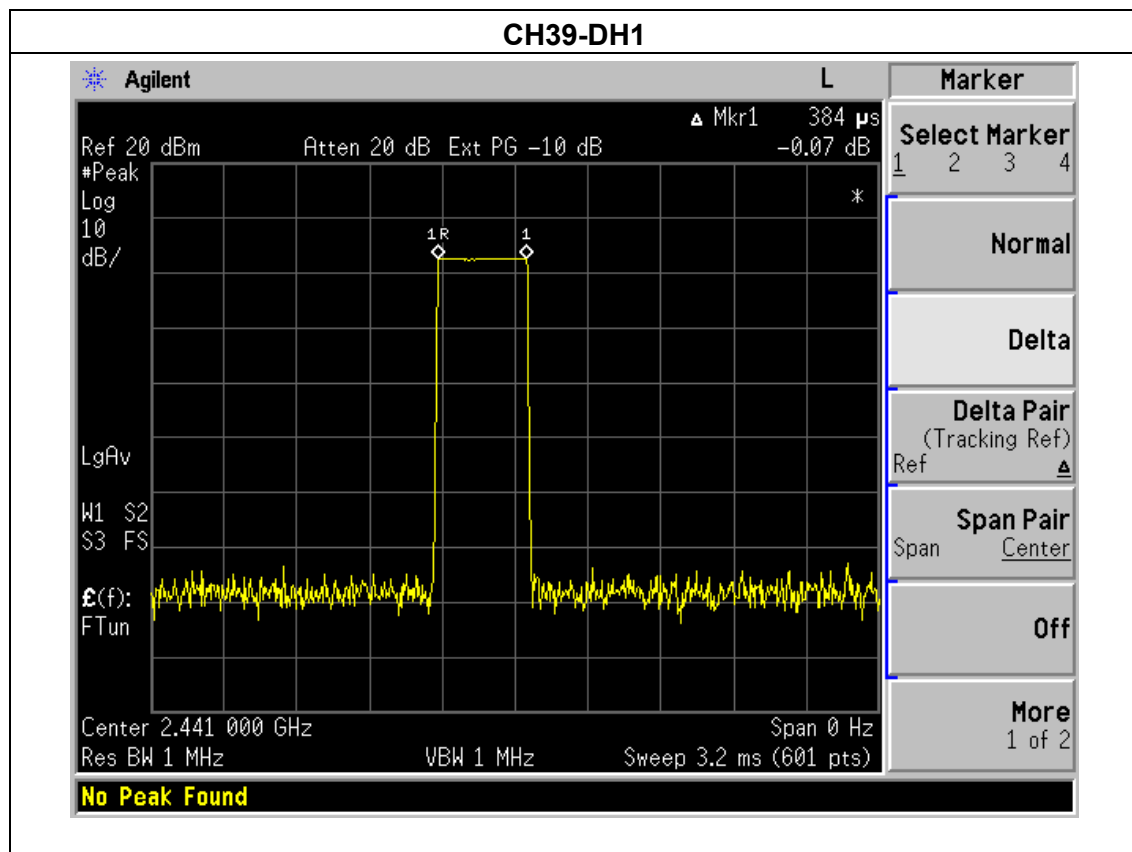 CH39-DH1
Agilent L Marker
Δ Mkr1 384 µs
Ref 20 dBm Atten 20 dB Ext PG -10 dB -0.07 dB
#Peak
Log
10
dB/
*
1R 1
LgAv
W1 S2
S3 FS
£(f):
FTun
Center 2.441 000 GHz Span 0 Hz
Res BW 1 MHz VBW 1 MHz Sweep 3.2 ms (601 pts)
No Peak Found
Select Marker
1 2 3 4
Normal
Delta
Delta Pair
(Tracking Ref)
Ref Δ
Span Pair
Span Center
Off
More
1 of 2